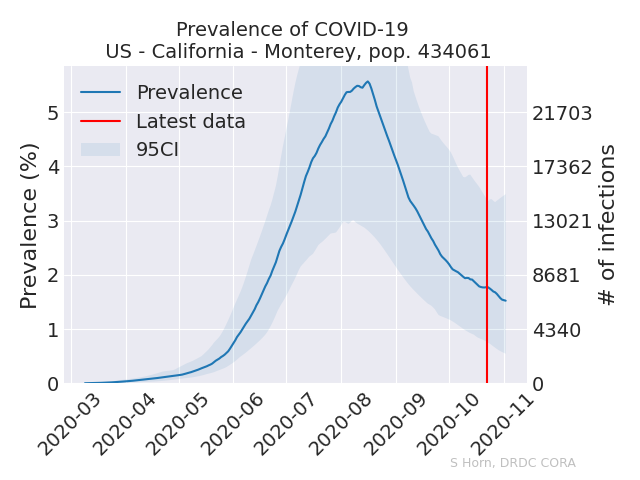 Prevalence of COVID-19
US - California - Monterey, pop. 434061
Prevalence
Latest data
95CI
Prevalence (%)
5
4
3
2
1
0
21703
17362
13021
8681
4340
0
# of infections
2020-03
2020-04
2020-05
2020-06
2020-07
2020-08
2020-09
2020-10
2020-11
S Horn, DRDC CORA